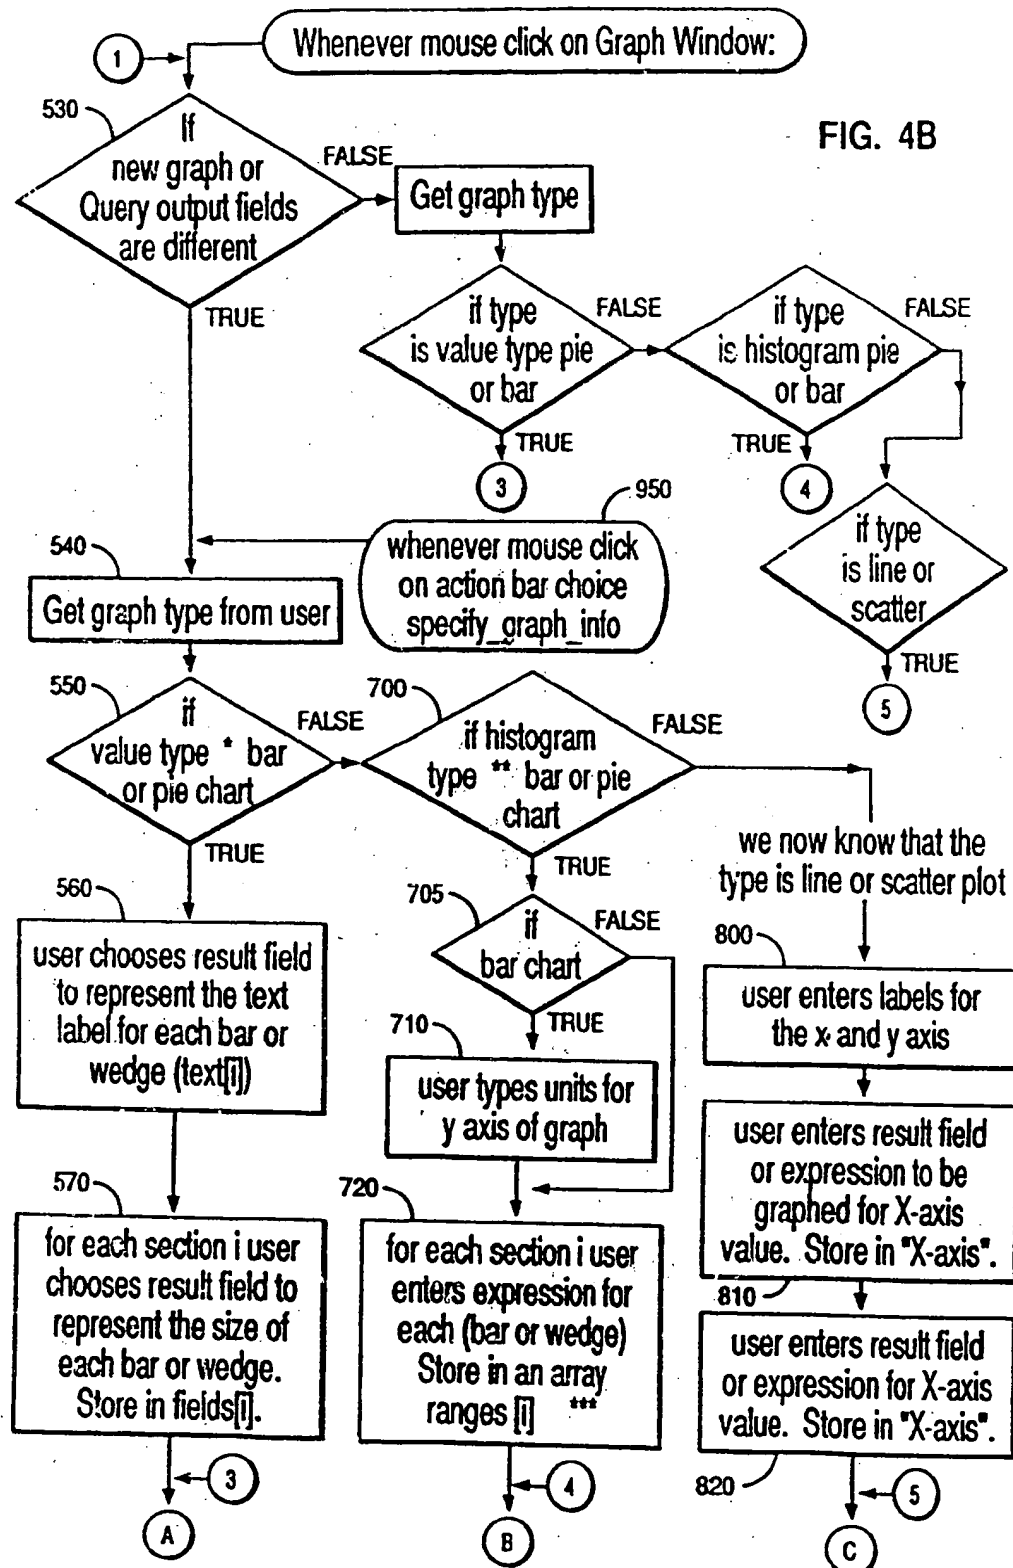 Whenever mouse click on Graph Window:
1
FIG. 4B
530
If
new graph or
Query output fields
are different
FALSE
TRUE
Get graph type
if type
is value type pie
or bar
FALSE
TRUE
3
if type
is histogram pie
or bar
FALSE
TRUE
4
if type
is line or
scatter
TRUE
5
950
whenever mouse click
on action bar choice
specify_graph_info
540
Get graph type from user
550
if
value type * bar
or pie chart
FALSE
TRUE
700
if histogram
type ** bar or pie
chart
FALSE
TRUE
we now know that the
type is line or scatter plot
560
user chooses result field
to represent the text
label for each bar or
wedge (text[i])
705
if
bar chart
FALSE
TRUE
710
user types units for
y axis of graph
800
user enters labels for
the x and y axis
user enters result field
or expression to be
graphed for X-axis
value. Store in "X-axis".
810
570
for each section i user
chooses result field to
represent the size of
each bar or wedge.
Store in fields[i].
720
for each section i user
enters expression for
each (bar or wedge)
Store in an array
ranges [i] ***
user enters result field
or expression for X-axis
value. Store in "X-axis".
820
3
A
4
B
5
C